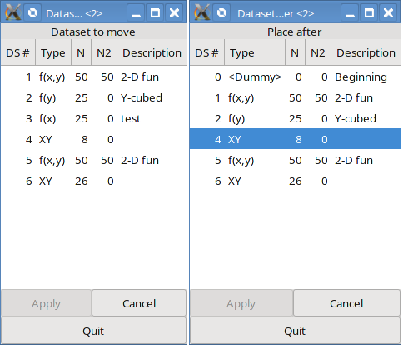 Datas... <2>
Dataset to move
DS# Type N N2 Description
1 f(x,y) 50 50 2-D fun
2 f(y) 25 0 Y-cubed
3 f(x) 25 0 test
4 XY 8 0
5 f(x,y) 50 50 2-D fun
6 XY 26 0
Apply Cancel
Quit
Dataset...er <2>
Place after
DS# Type N N2 Description
0 <Dummy> 0 0 Beginning
1 f(x,y) 50 50 2-D fun
2 f(y) 25 0 Y-cubed
4 XY 8 0
5 f(x,y) 50 50 2-D fun
6 XY 26 0
Apply Cancel
Quit